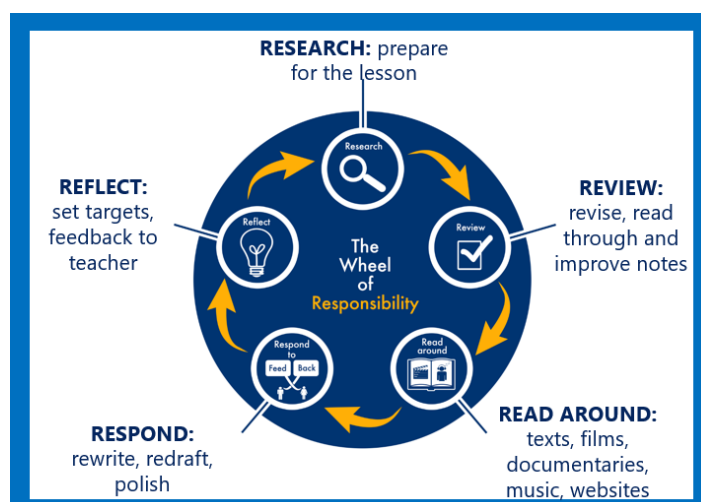 RESEARCH: prepare
for the lesson
Research
REVIEW:
revise, read
through and
improve notes
Review
READ AROUND:
texts, films,
documentaries,
music, websites
Read
around
RESPOND:
rewrite, redraft,
polish
Respond
to
Feed Back
REFLECT:
set targets,
feedback to
teacher
Reflect
The
Wheel
of
Responsibility